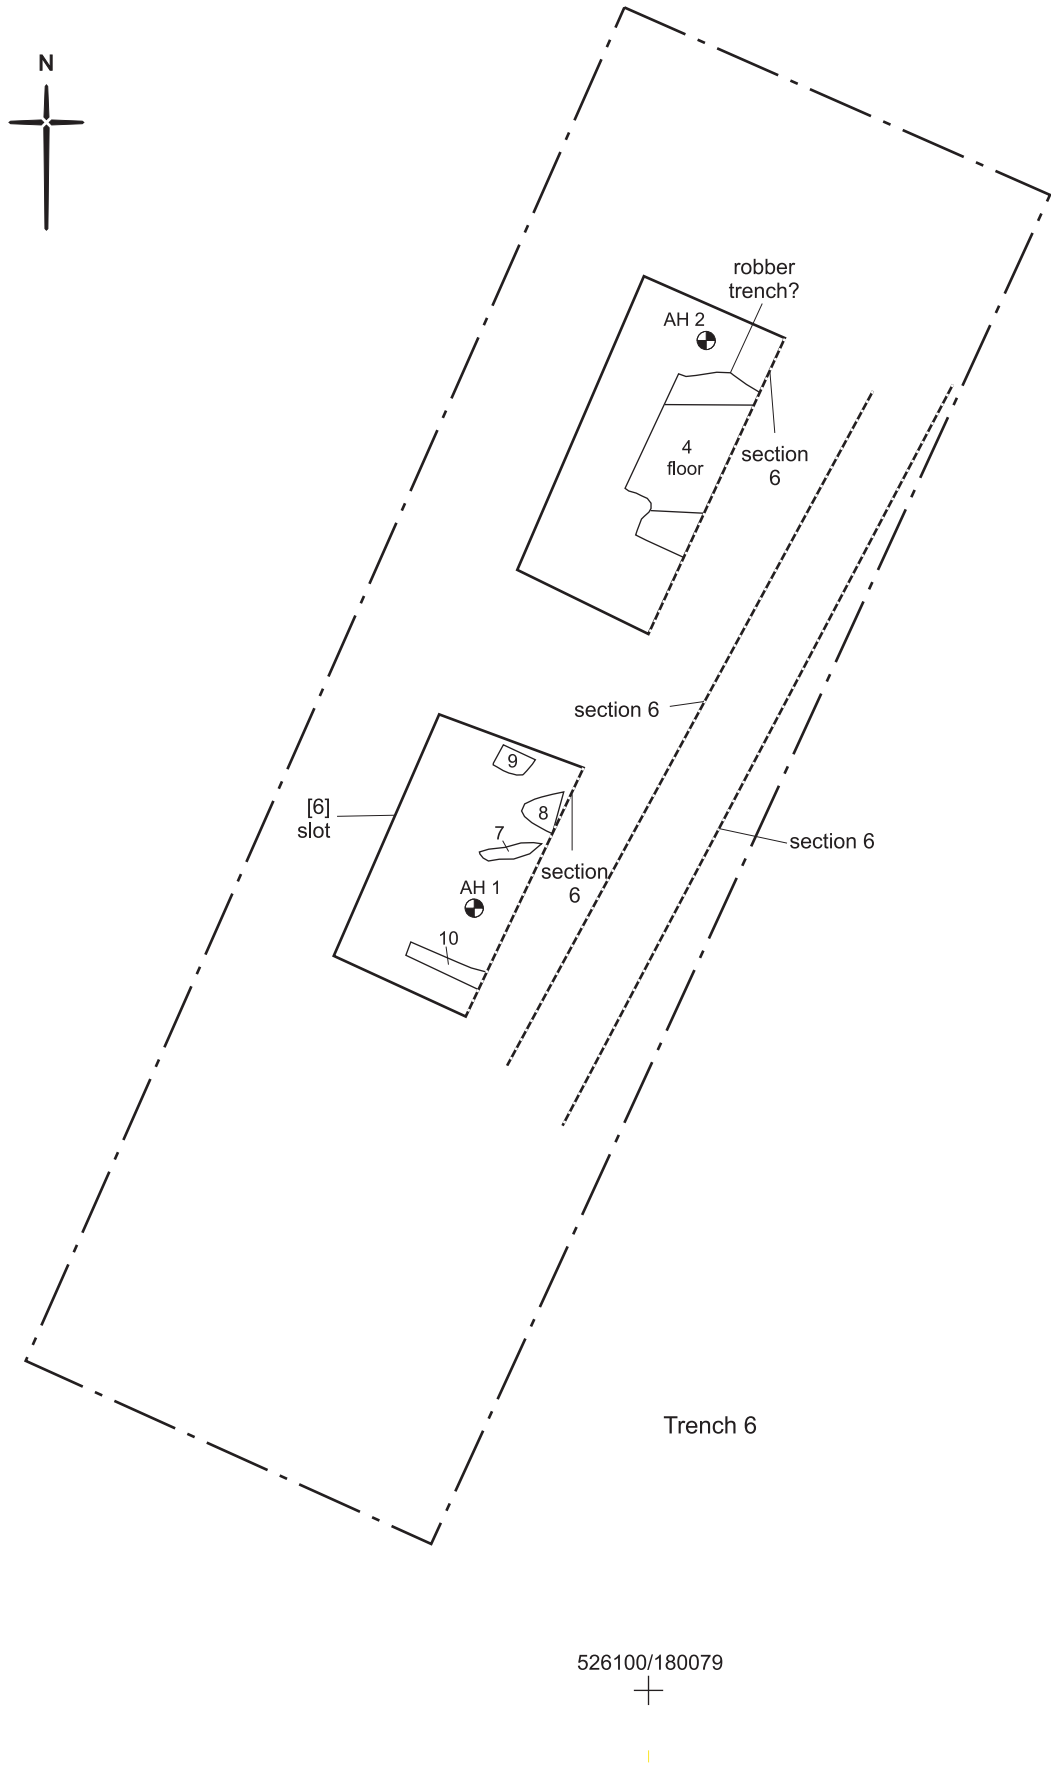 N
robber
trench?
AH 2
4
floor
section
6
section 6
[6]
slot
9
8
7
section
6
section 6
AH 1
10
Trench 6
526100/180079